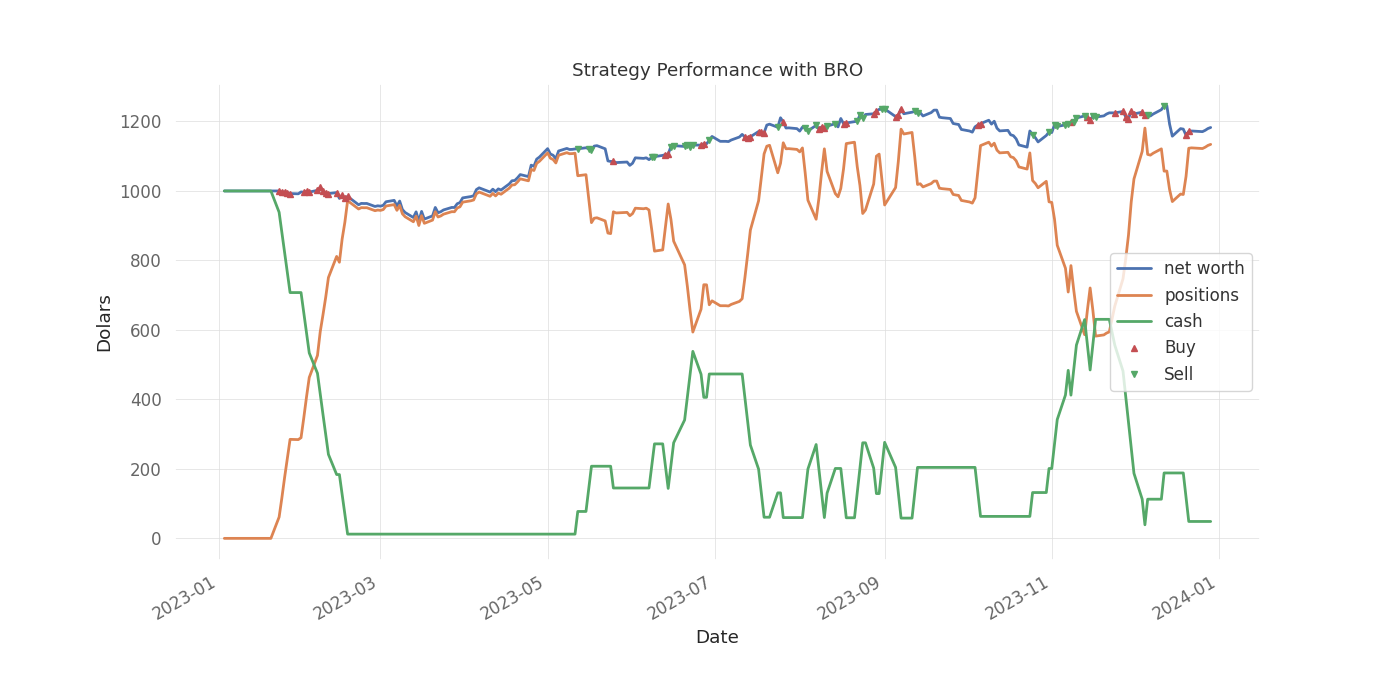 Strategy Performance with BRO
Dolars
1200
1000
800
600
400
200
0
net worth
positions
cash
Buy
Sell
2023-01
2023-03
2023-05
2023-07
2023-09
2023-11
2024-01
Date